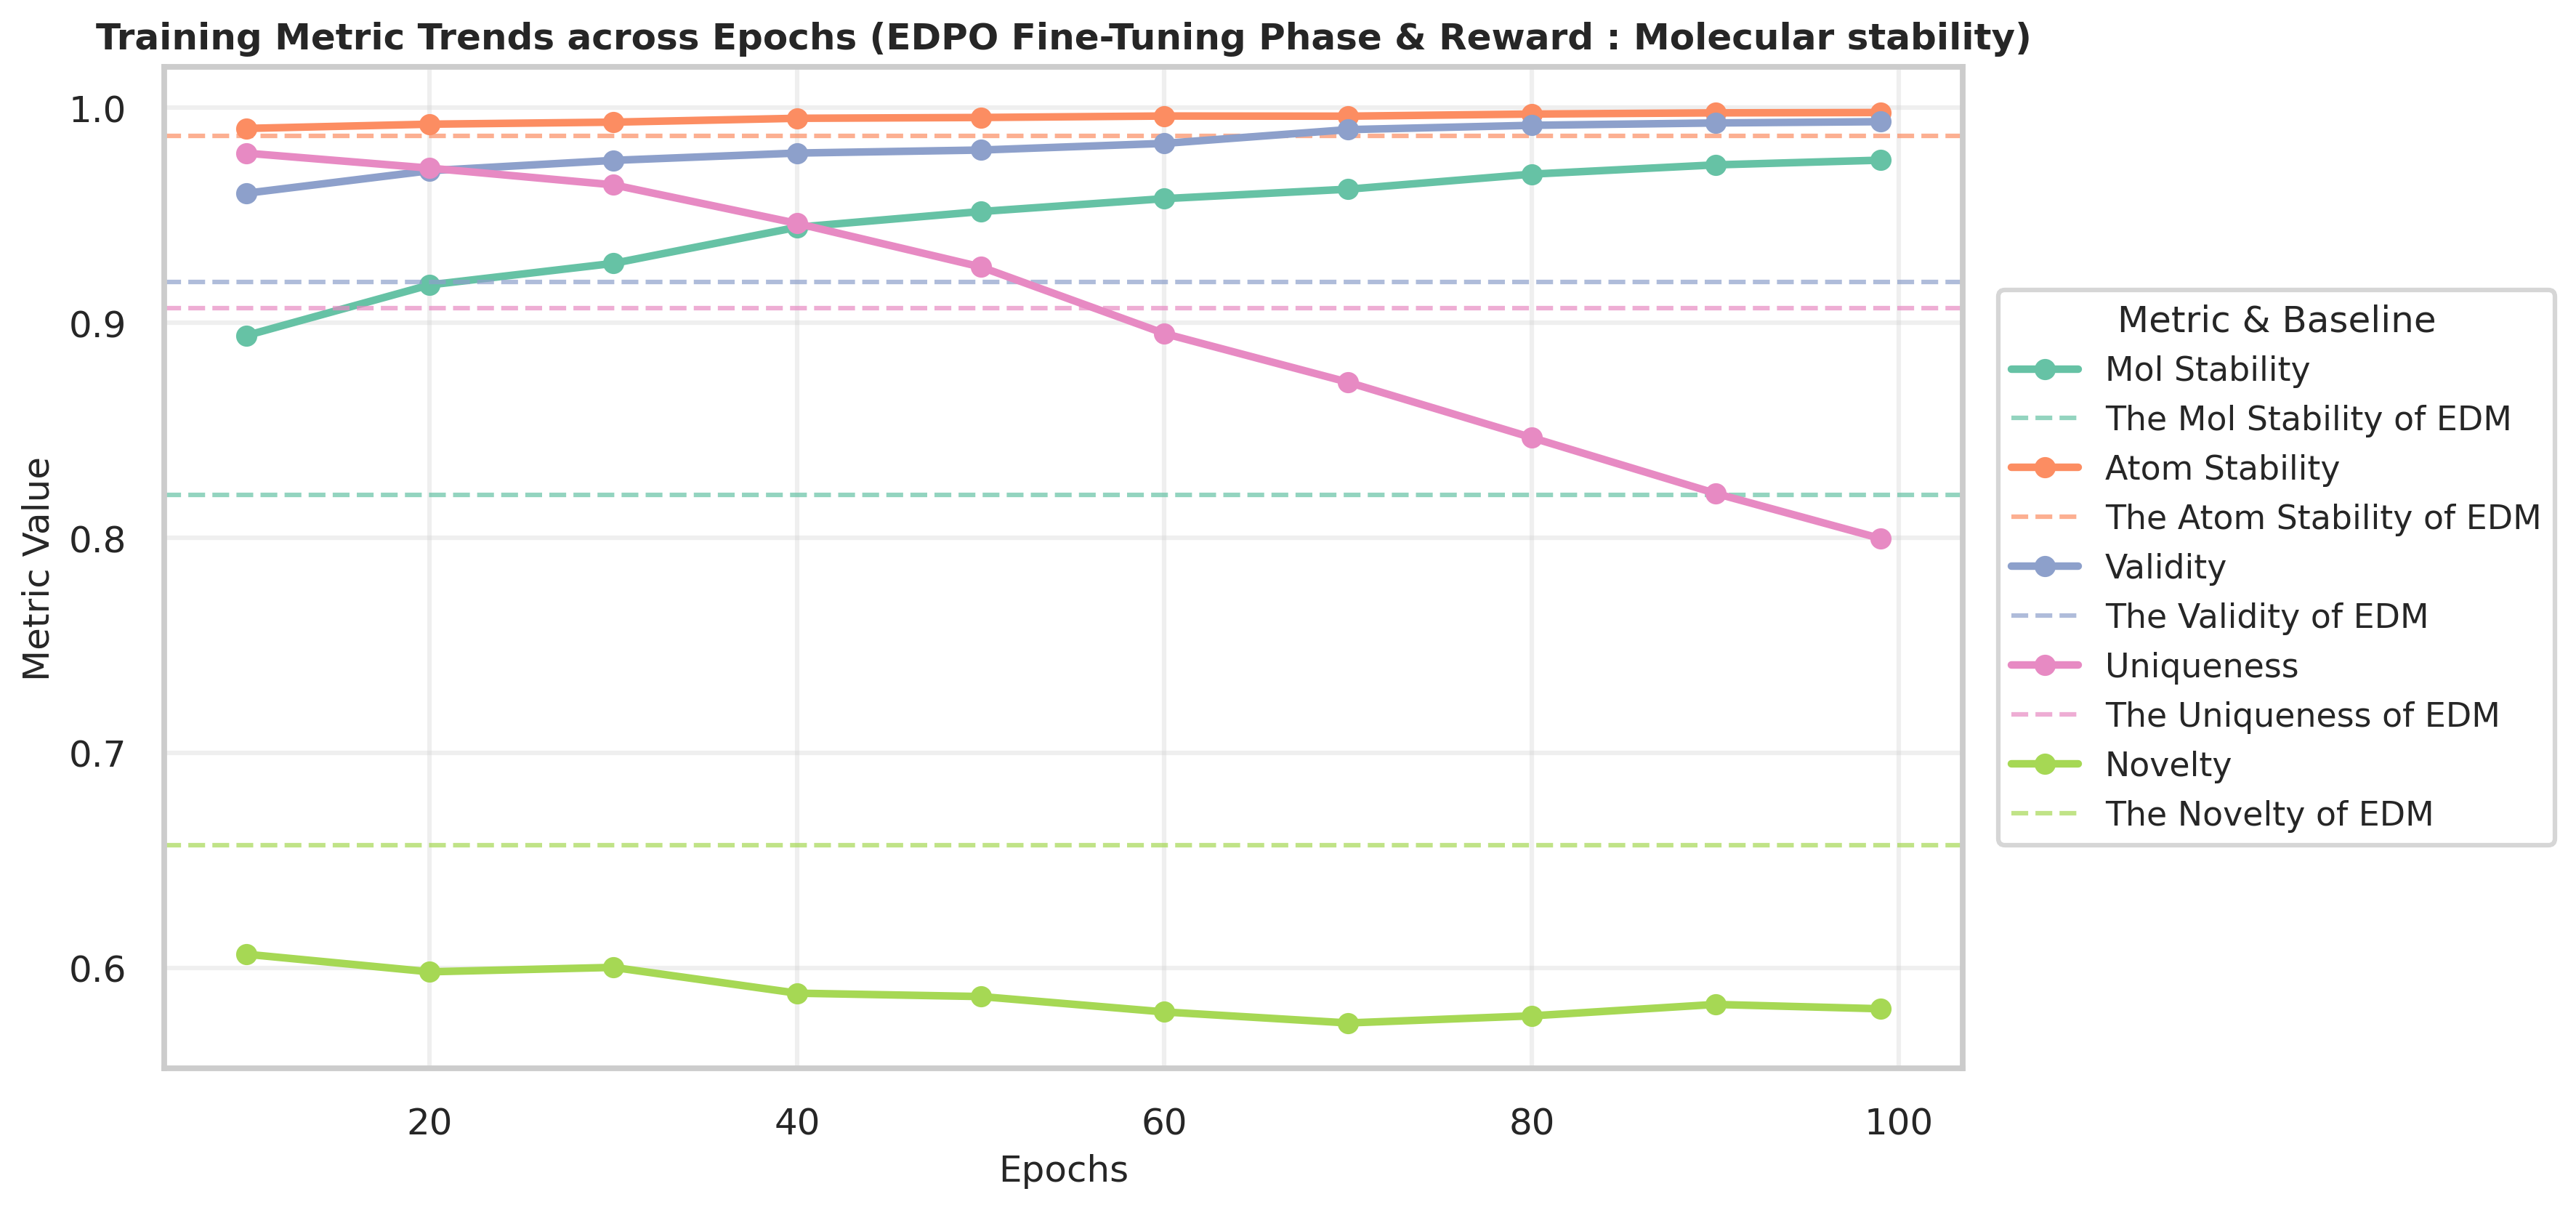 Training Metric Trends across Epochs (EDPO Fine-Tuning Phase & Reward : Molecular stability)
1.0
0.9
0.8
0.7
0.6
Metric Value
20 40 60 80 100
Epochs
Metric & Baseline
Mol Stability
The Mol Stability of EDM
Atom Stability
The Atom Stability of EDM
Validity
The Validity of EDM
Uniqueness
The Uniqueness of EDM
Novelty
The Novelty of EDM